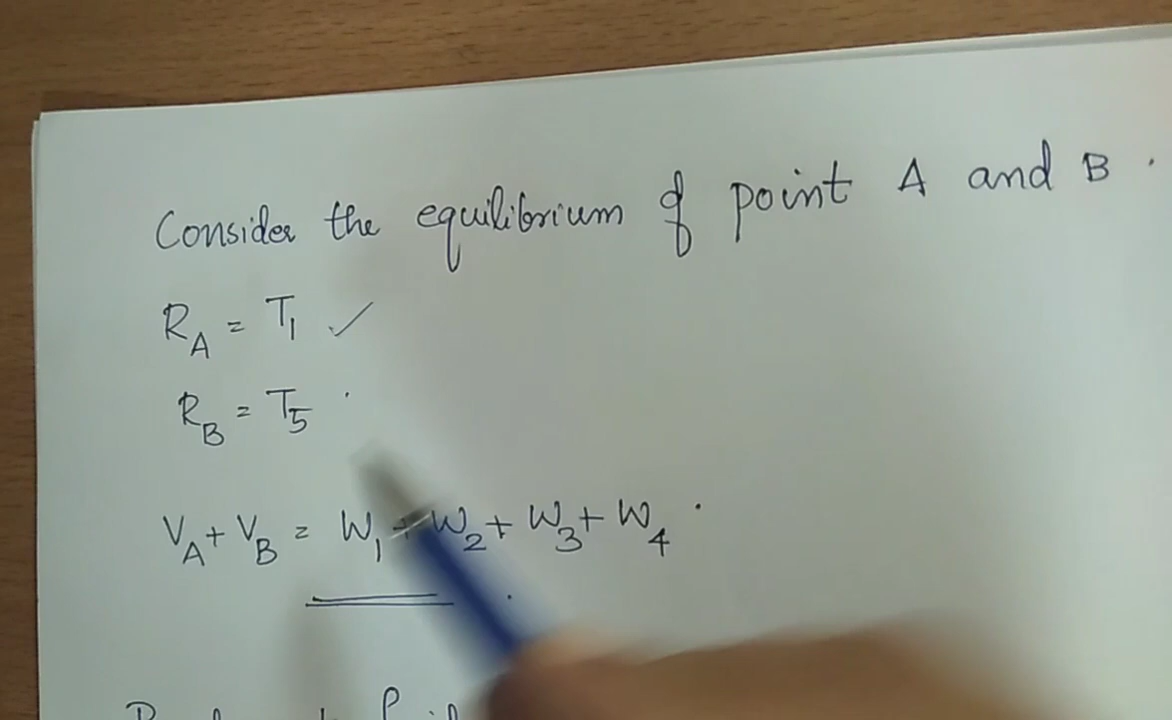 Consider the equilibrium of point A and B.
R_A = T_1 ✓
R_B = T_5.
V_A + V_B = W_1 + W_2 + W_3 + W_4.